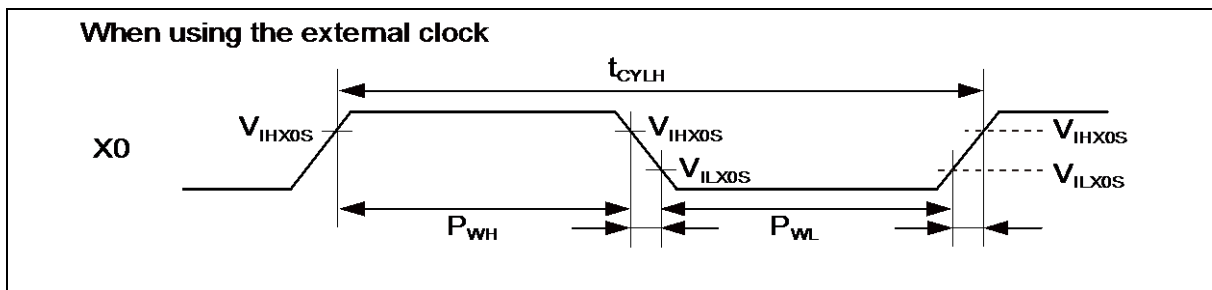 When using the external clock
tCYLH
VIHX0S
VIHX0S
VIHX0S
X0
VILX0S
VILX0S
PWH
PWL